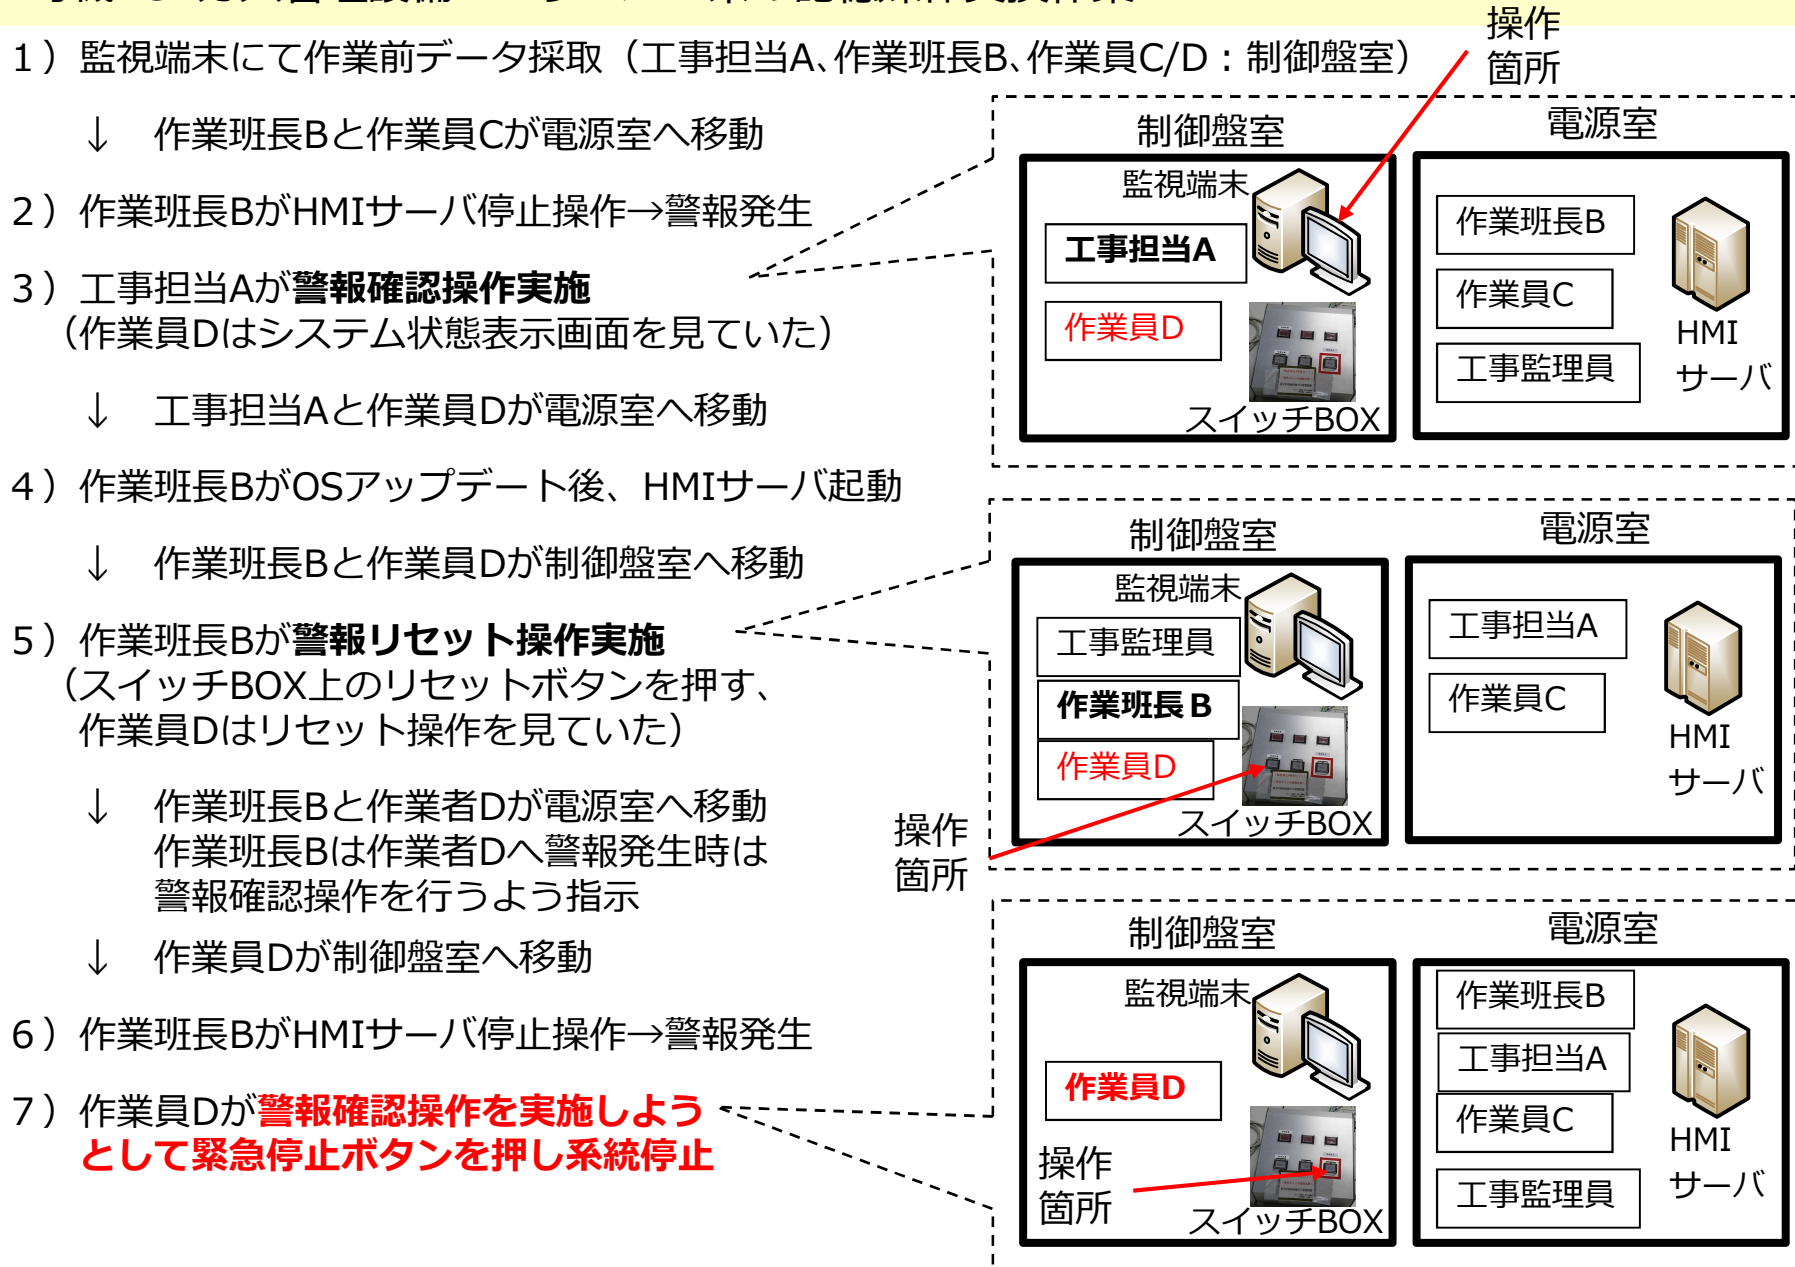 1）監視端末にて作業前データ採取（工事担当A、作業班長B、作業員C/D：制御盤室）
↓　作業班長Bと作業員Cが電源室へ移動
2）作業班長BがHMIサーバ停止操作→警報発生
3）工事担当Aが警報確認操作実施
（作業員Dはシステム状態表示画面を見ていた）
↓　工事担当Aと作業員Dが電源室へ移動
4）作業班長BがOSアップデート後、HMIサーバ起動
↓　作業班長Bと作業員Dが制御盤室へ移動
5）作業班長Bが警報リセット操作実施
（スイッチBOX上のリセットボタンを押す、
作業員Dはリセット操作を見ていた）
↓　作業班長Bと作業者Dが電源室へ移動
作業班長Bは作業者Dへ警報発生時は
警報確認操作を行うよう指示
↓　作業員Dが制御盤室へ移動
6）作業班長BがHMIサーバ停止操作→警報発生
7）作業員Dが警報確認操作を実施しよう
として緊急停止ボタンを押し系統停止
操作
箇所
制御盤室
監視端末
工事担当A
作業員D
スイッチBOX
電源室
作業班長B
作業員C
工事監理員
HMI
サーバ
制御盤室
監視端末
工事監理員
作業班長B
作業員D
スイッチBOX
操作
箇所
電源室
工事担当A
作業員C
HMI
サーバ
制御盤室
監視端末
作業員D
操作
箇所
スイッチBOX
電源室
作業班長B
工事担当A
作業員C
工事監理員
HMI
サーバ